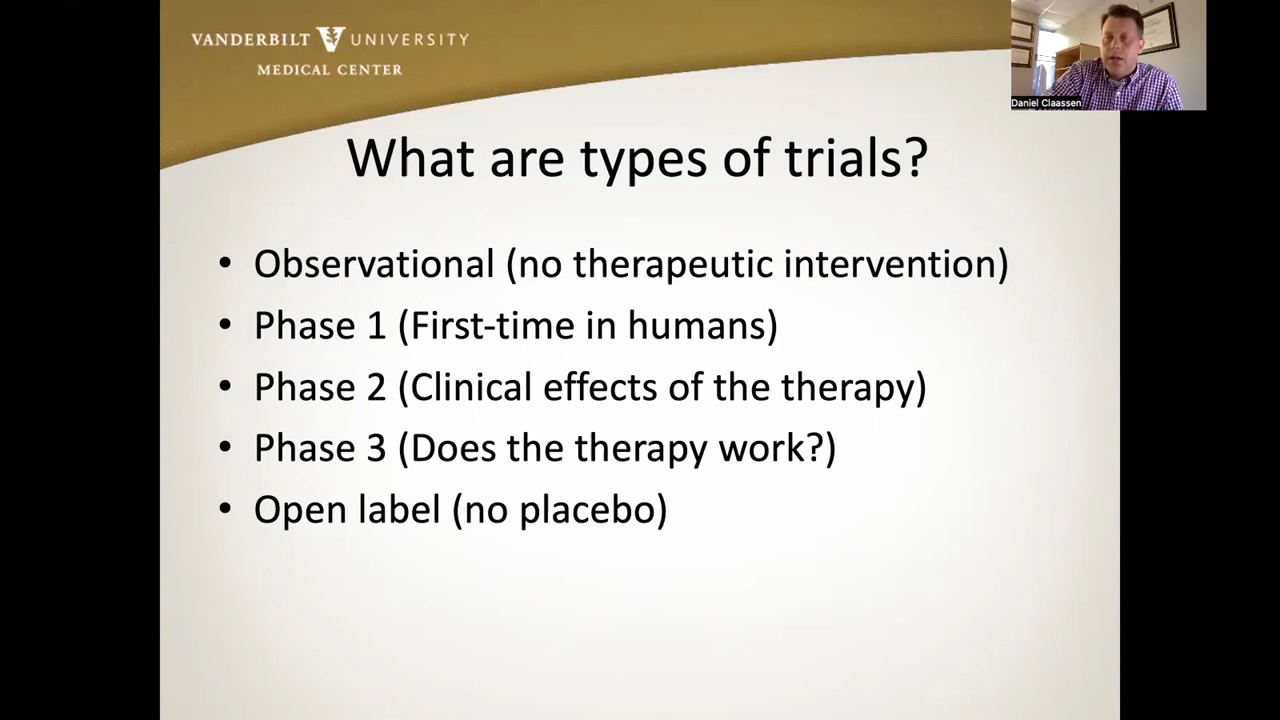 VANDERBILT UNIVERSITY
MEDICAL CENTER
Daniel Claassen
What are types of trials?
• Observational (no therapeutic intervention)
• Phase 1 (First-time in humans)
• Phase 2 (Clinical effects of the therapy)
• Phase 3 (Does the therapy work?)
• Open label (no placebo)